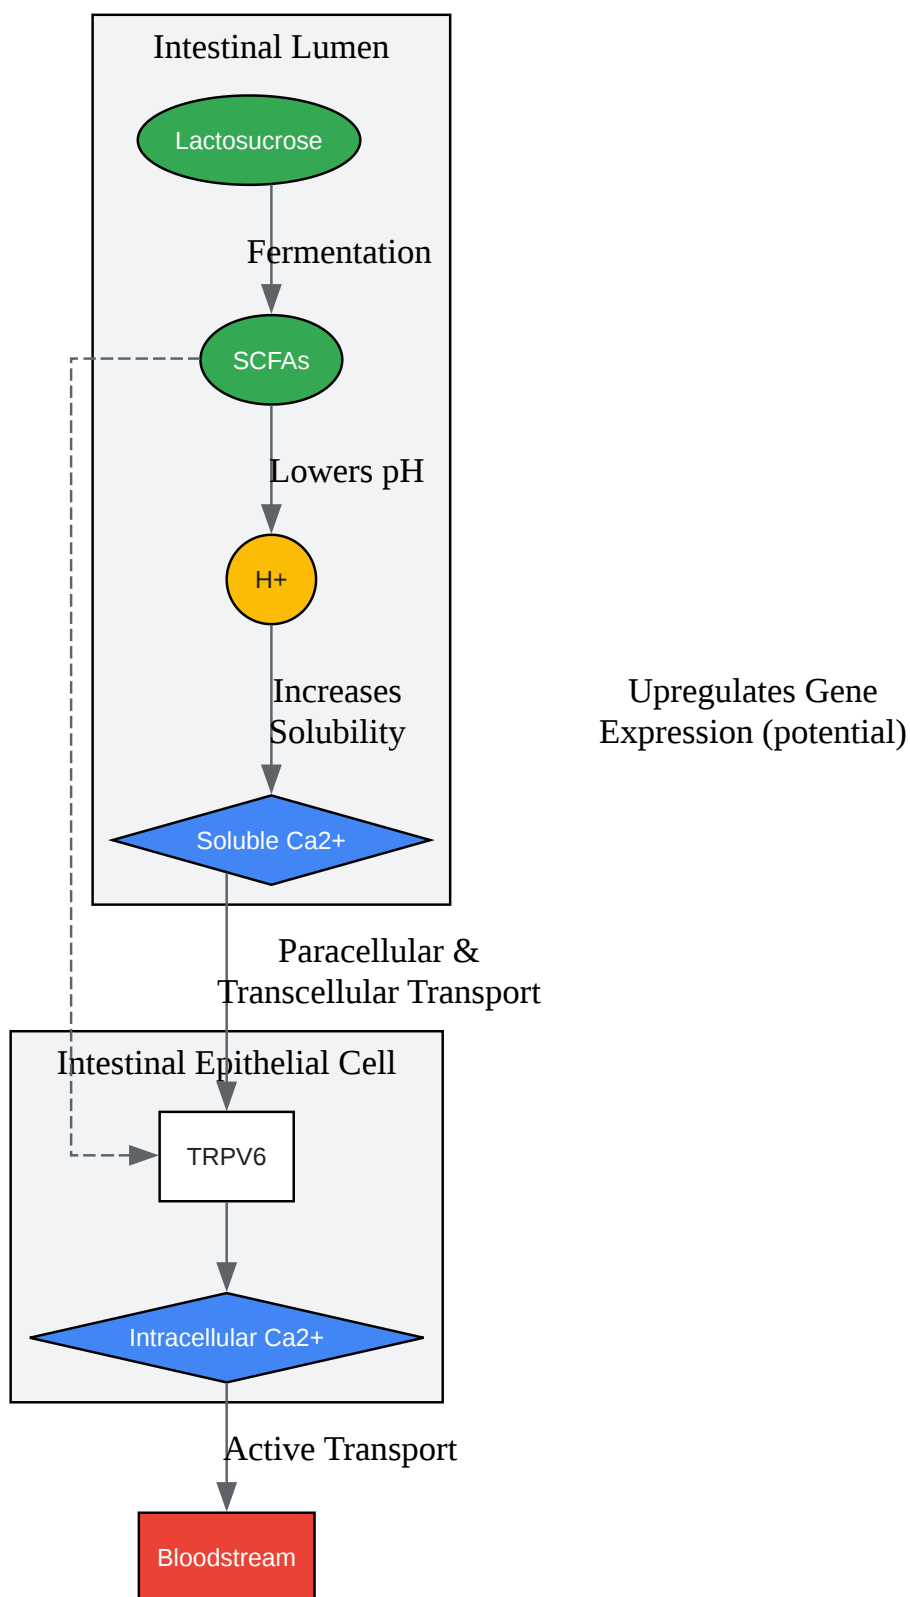 Intestinal Lumen
Lactosucrose
Fermentation
SCFAs
Lowers pH
H+
Increases
Solubility
Upregulates Gene
Expression (potential)
Soluble Ca2+
Paracellular &
Transcellular Transport
Intestinal Epithelial Cell
TRPV6
Intracellular Ca2+
Active Transport
Bloodstream